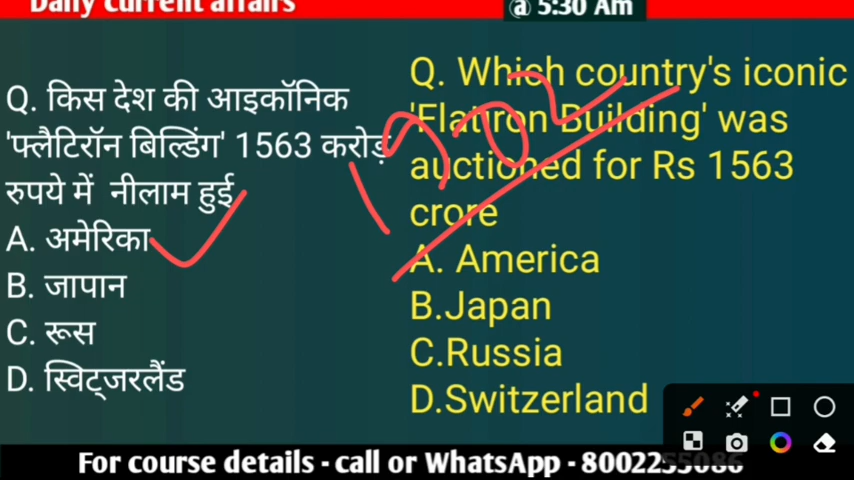 Daily current affairs
@ 5:30 Am
Q. किस देश की आइकॉनिक
'फ्लैटिरॉन बिल्डिंग' 1563 करोड़
रुपये में नीलाम हुई
A. अमेरिका
B. जापान
C. रूस
D. स्विट्जरलैंड
Q. Which country's iconic
'Flatiron Building' was
auctioned for Rs 1563
crore
A. America
B.Japan
C.Russia
D.Switzerland
For course details - call or WhatsApp - 8002255086